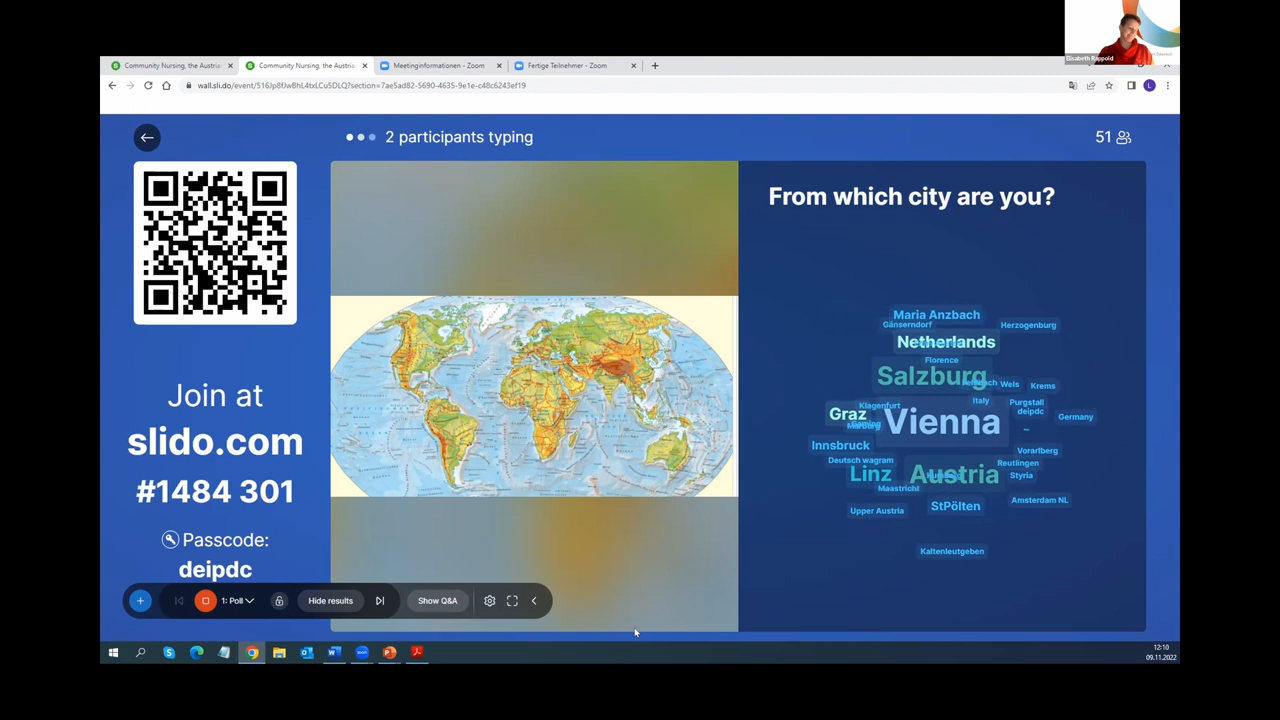 Community Nursing, the Austria
Community Nursing, the Austria
Meetinginformationen - Zoom
Fertige Teilnehmer - Zoom
Elisabeth Rappold
wall.sli.do/event/516Jp8fJwBhL4txLCu5DLQ?section=7ae5ad82-5690-4635-9e1e-c48c6243ef19
L
2 participants typing
51
From which city are you?
Join at
slido.com
#1484 301
Passcode:
deipdc
Maria Anzbach
Gänserndorf
Herzogenburg
Netherlands
Florence
Salzburg
Wels
Krems
Italy
Klagenfurt
Purgstall
deipdc
Graz
Vienna
Germany
Marburg
Innsbruck
Vorarlberg
Deutsch wagram
Reutlingen
Linz
Austria
Styria
Maastricht
Amsterdam NL
Upper Austria
StPölten
Kaltenleutgeben
1: Poll
Hide results
Show Q&A
12:10
09.11.2022